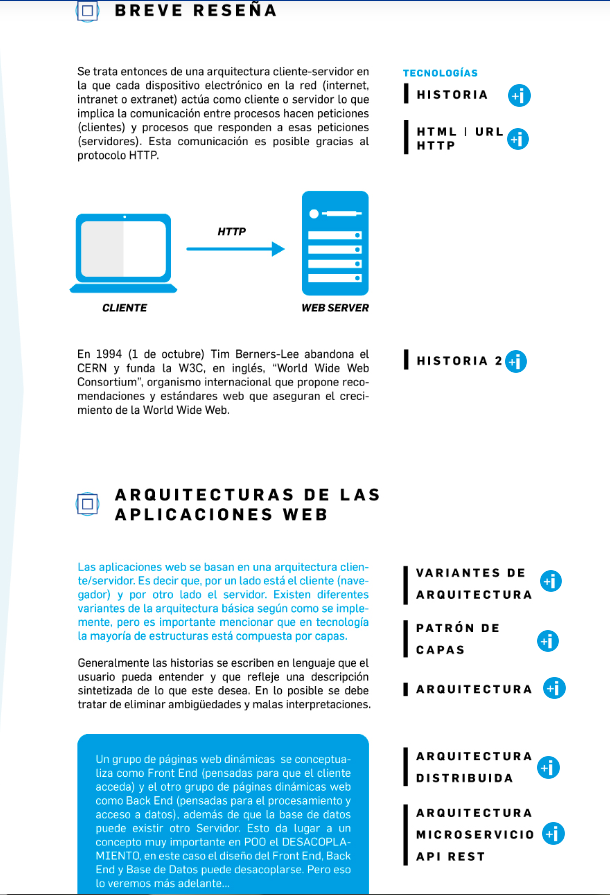 BREVE RESEÑA
Se trata entonces de una arquitectura cliente-servidor en
la que cada dispositivo electrónico en la red (internet,
intranet o extranet) actúa como cliente o servidor lo que
implica la comunicación entre procesos hacen peticiones
(clientes) y procesos que responden a esas peticiones
(servidores). Esta comunicación es posible gracias al
protocolo HTTP.
TECNOLOGÍAS
HISTORIA +i
HTML | URL
HTTP +i
HTTP
CLIENTE
WEB SERVER
En 1994 (1 de octubre) Tim Berners-Lee abandona el
CERN y funda la W3C, en inglés, “World Wide Web
Consortium”, organismo internacional que propone reco-
mendaciones y estándares web que aseguran el creci-
miento de la World Wide Web.
HISTORIA 2 +i
ARQUITECTURAS DE LAS
APLICACIONES WEB
Las aplicaciones web se basan en una arquitectura clien-
te/servidor. Es decir que, por un lado está el cliente (nave-
gador) y por otro lado el servidor. Existen diferentes
variantes de la arquitectura básica según como se imple-
mente, pero es importante mencionar que en tecnología
la mayoría de estructuras está compuesta por capas.
Generalmente las historias se escriben en lenguaje que el
usuario pueda entender y que refleje una descripción
sintetizada de lo que este desea. En lo posible se debe
tratar de eliminar ambigüedades y malas interpretaciones.
VARIANTES DE
ARQUITECTURA +i
PATRÓN DE
CAPAS +i
ARQUITECTURA +i
Un grupo de páginas web dinámicas se conceptua-
liza como Front End (pensadas para que el cliente
acceda) y el otro grupo de páginas dinámicas web
como Back End (pensadas para el procesamiento y
acceso a datos), además de que la base de datos
puede existir otro Servidor. Esto da lugar a un
concepto muy importante en POO el DESACOPLA-
MIENTO, en este caso el diseño del Front End, Back
End y Base de Datos puede desacoplarse. Pero eso
lo veremos más adelante...
ARQUITECTURA
DISTRIBUIDA +i
ARQUITECTURA
MICROSERVICIO +i
API REST